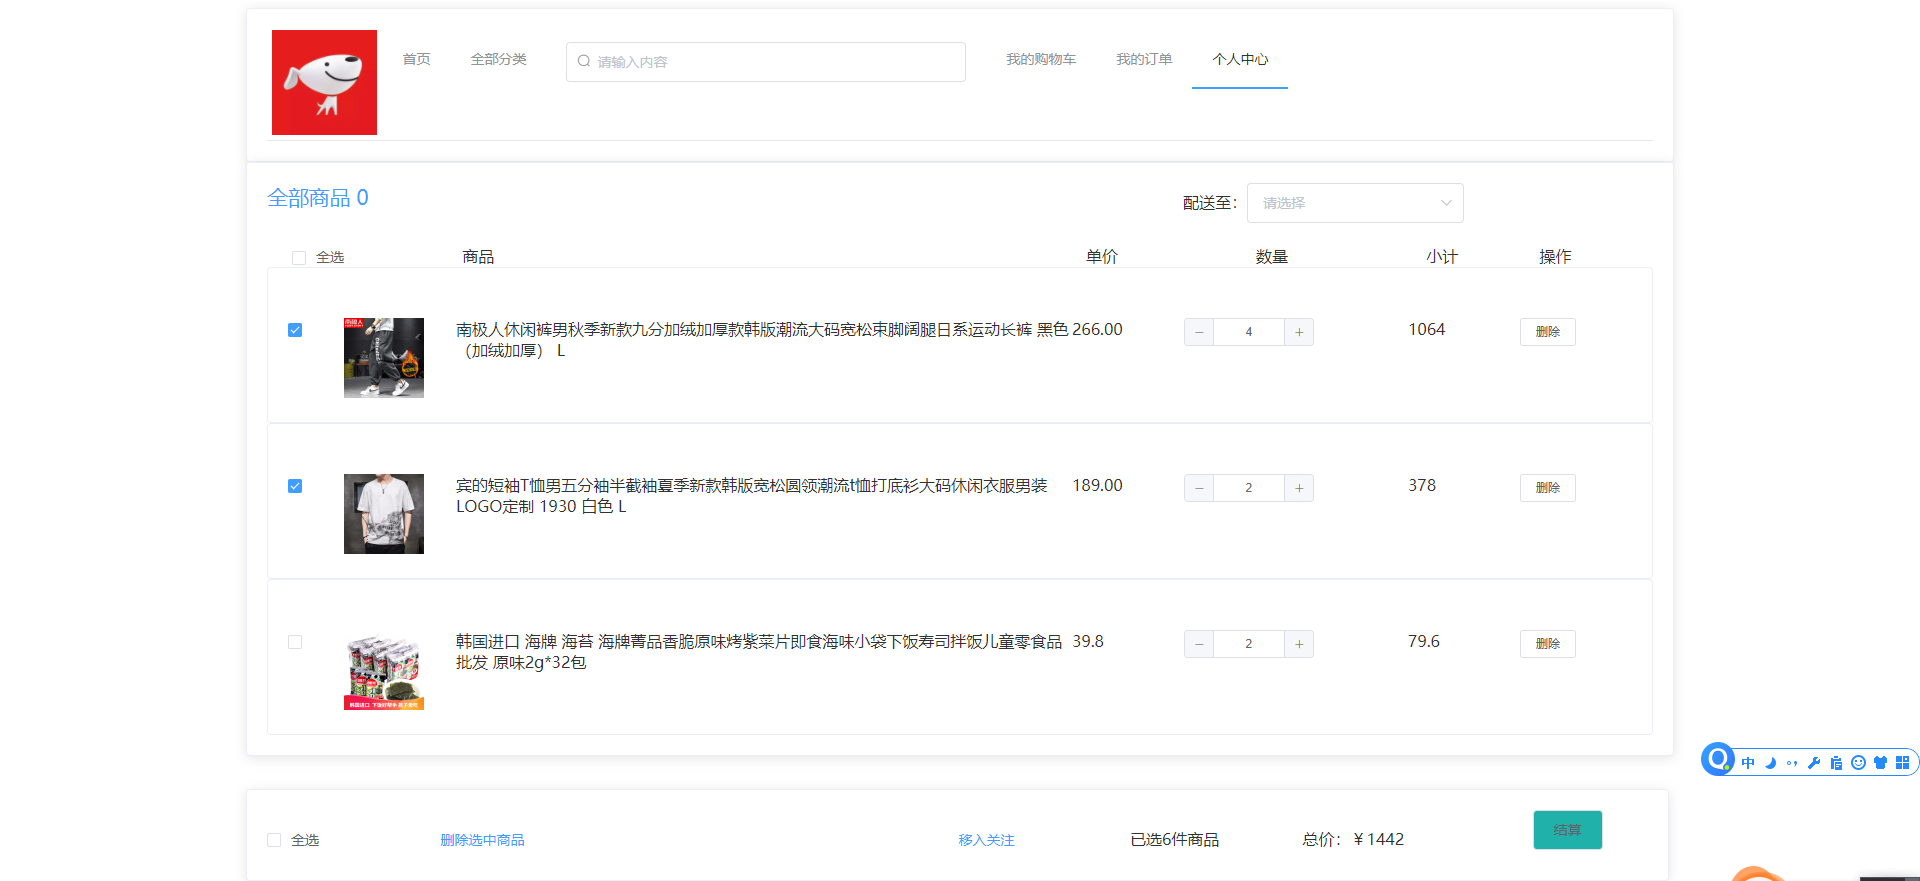 首页 全部分类 请输入内容 我的购物车 我的订单 个人中心
全部商品 0 配送至： 请选择
全选 商品 单价 数量 小计 操作
南极人休闲裤男秋季新款九分加绒加厚款韩版潮流大码宽松束脚阔腿日系运动长裤 黑色 266.00 4 1064 删除
（加绒加厚） L
宾的短袖T恤男五分袖半截袖夏季新款韩版宽松圆领潮流t恤打底衫大码休闲衣服男装 189.00 2 378 删除
LOGO定制 1930 白色 L
韩国进口 海牌 海苔 海牌菁品香脆原味烤紫菜片即食海味小袋下饭寿司拌饭儿童零食品 39.8 2 79.6 删除
批发 原味2g*32包
中
全选 删除选中商品 移入关注 已选6件商品 总价：￥1442 结算